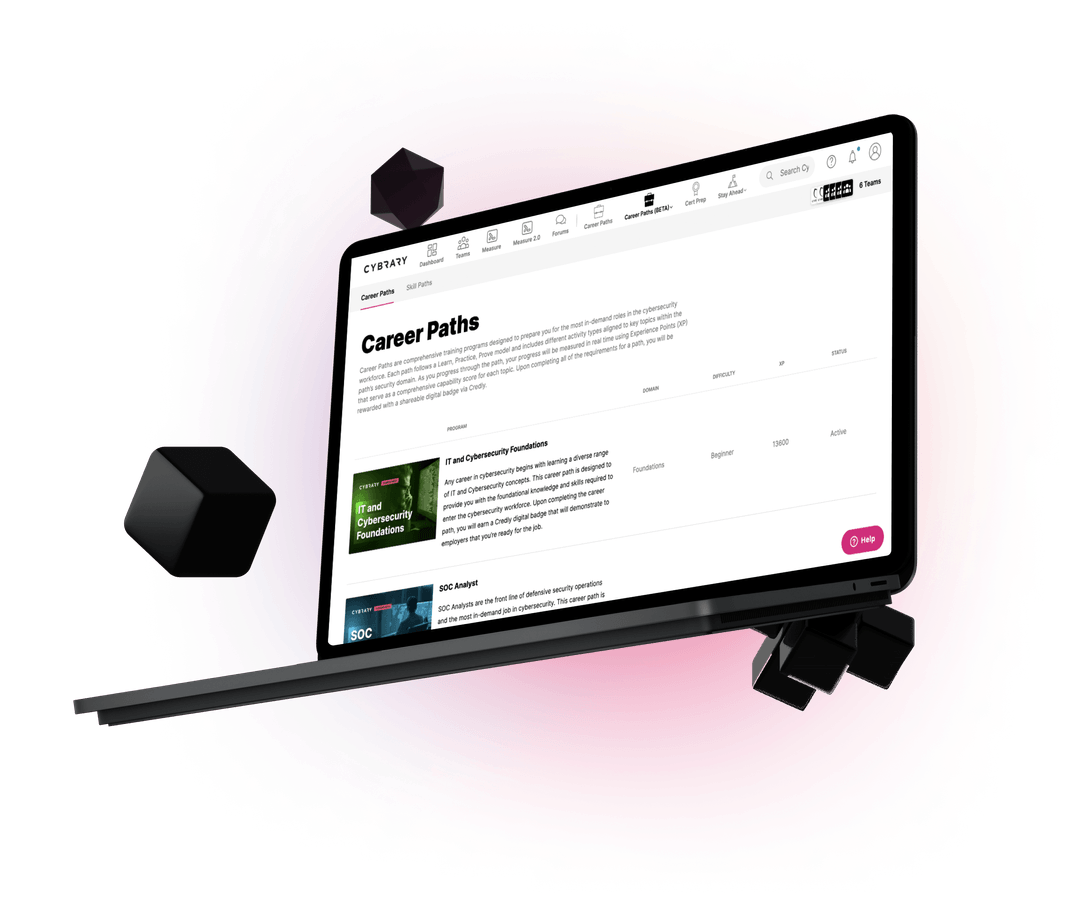 CYBRARY
Dashboard
Teams
Measure
Measure 2.0
Forums
Career Paths
Career Paths (BETA)
Cert Prep
Stay Ahead
Search Cy
6 Teams
Career Paths
Skill Paths
Career Paths
Career Paths are comprehensive training programs designed to prepare you for the most in-demand roles in the cybersecurity
workforce. Each path follows a Learn, Practice, Prove model and includes different activity types aligned to key topics within the
path's security domain. As you progress through the path, your progress will be measured in real time using Experience Points (XP)
that serve as a comprehensive capability score for each topic. Upon completing all of the requirements for a path, you will be
rewarded with a shareable digital badge via Credly.
PROGRAM
DOMAIN
DIFFICULTY
XP
STATUS
CYBRARY
IT and
Cybersecurity
Foundations
IT and Cybersecurity Foundations
Any career in cybersecurity begins with learning a diverse range
of IT and Cybersecurity concepts. This career path is designed to
provide you with the foundational knowledge and skills required to
enter the cybersecurity workforce. Upon completing the career
path, you will earn a Credly digital badge that will demonstrate to
employers that you're ready for the job.
Foundations
Beginner
13600
Active
CYBRARY
SOC
SOC Analyst
SOC Analysts are the front line of defensive security operations
and the most in-demand job in cybersecurity. This career path is
Help